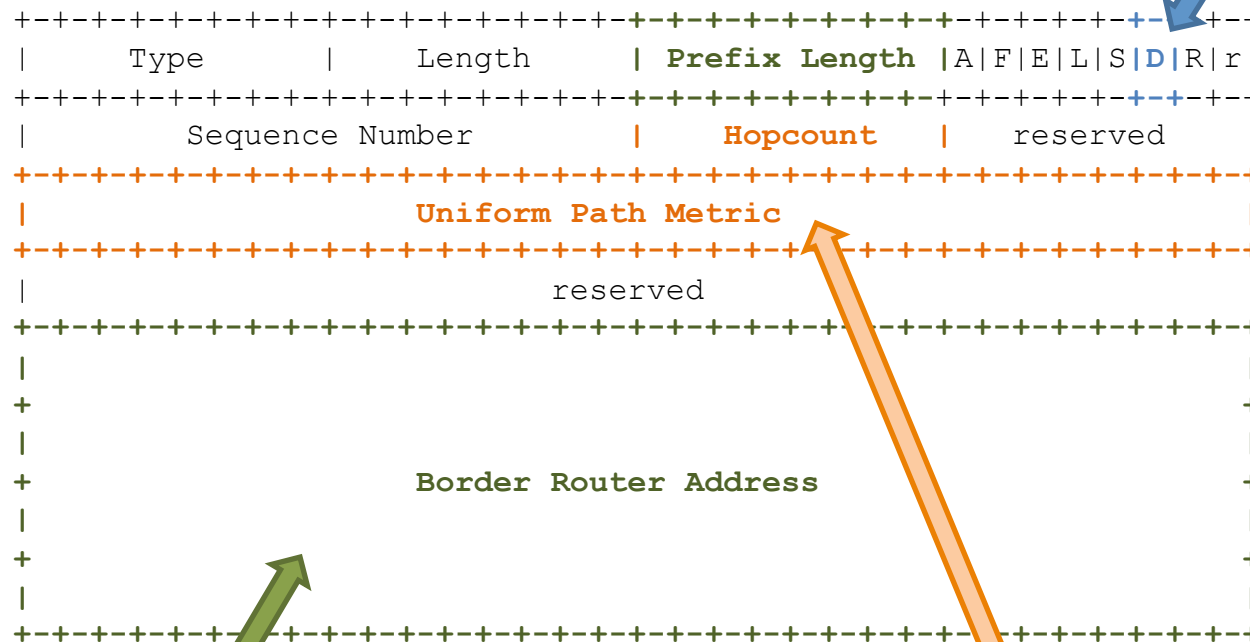 +-+-+-+-+-+-+-+-+-+-+-+-+-+-+-+-+-+-+-+-+-+-+-+-+-+-+-+-+-+- +--
|     Type      |    Length     | Prefix Length |A|F|E|L|S|D|R|r
+-+-+-+-+-+-+-+-+-+-+-+-+-+-+-+-+-+-+-+-+-+-+-+-+-+-+-+-+-+-+-+--
|        Sequence Number        |    Hopcount   |   reserved
+-+-+-+-+-+-+-+-+-+-+-+-+-+-+-+-+-+-+-+-+-+-+-+-+-+-+-+-+-+-+-+--
|                    Uniform Path Metric                        |
+-+-+-+-+-+-+-+-+-+-+-+-+-+-+-+-+-+-+-+-+-+-+-+-+-+-+-+-+-+-+-+--
|                           reserved
+-+-+-+-+-+-+-+-+-+-+-+-+-+-+-+-+-+-+-+-+-+-+-+-+-+-+-+-+-+-+-+--
|                                                               |
+                                                               +
|                                                               |
+                    Border Router Address                      +
|                                                               |
+                                                               +
|                                                               |
+-+-+-+-+-+-+-+-+-+-+-+-+-+-+-+-+-+-+-+-+-+-+-+-+-+-+-+-+-+-+-+--